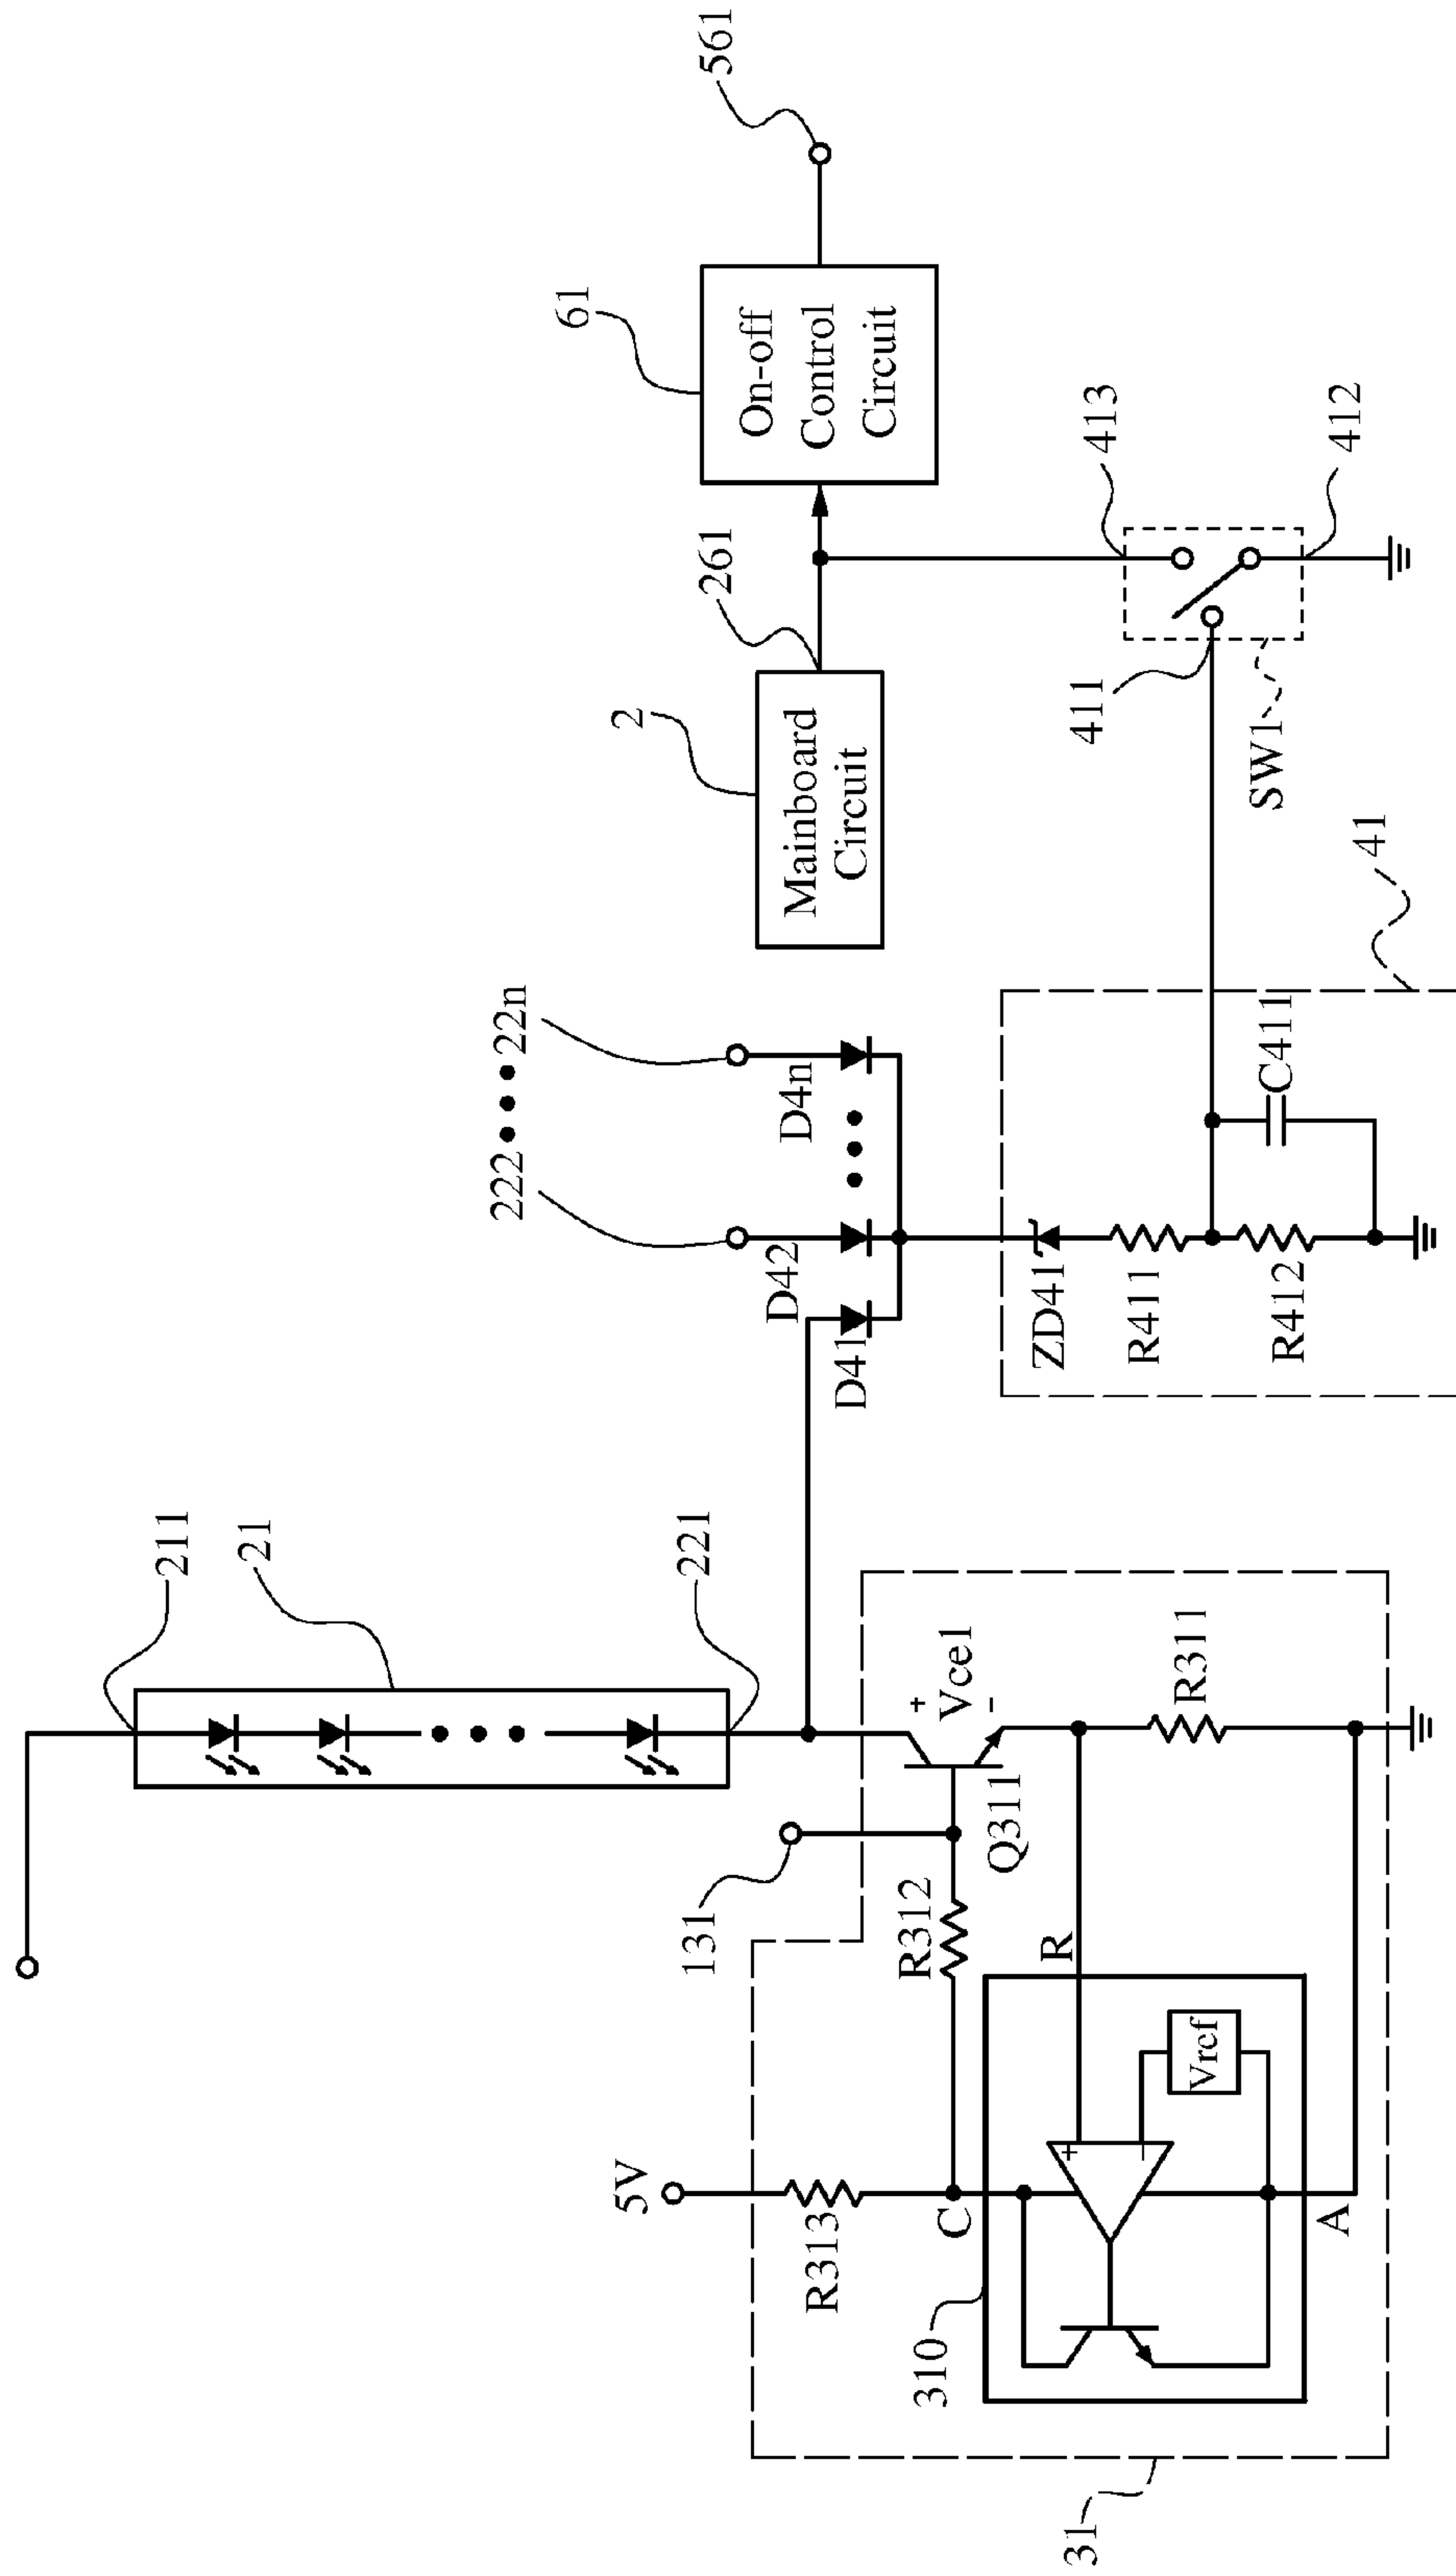 211
21
221
131
5V
R313
R312
C
R
310
A
Vref
Q311
+
Vce1
-
R311
+
-
31
222 ••• 22n
D41
D42
D4n
ZD41
R411
R412
C411
41
2
Mainboard
Circuit
261
61
On-off
Control
Circuit
561
411
SW1
413
412